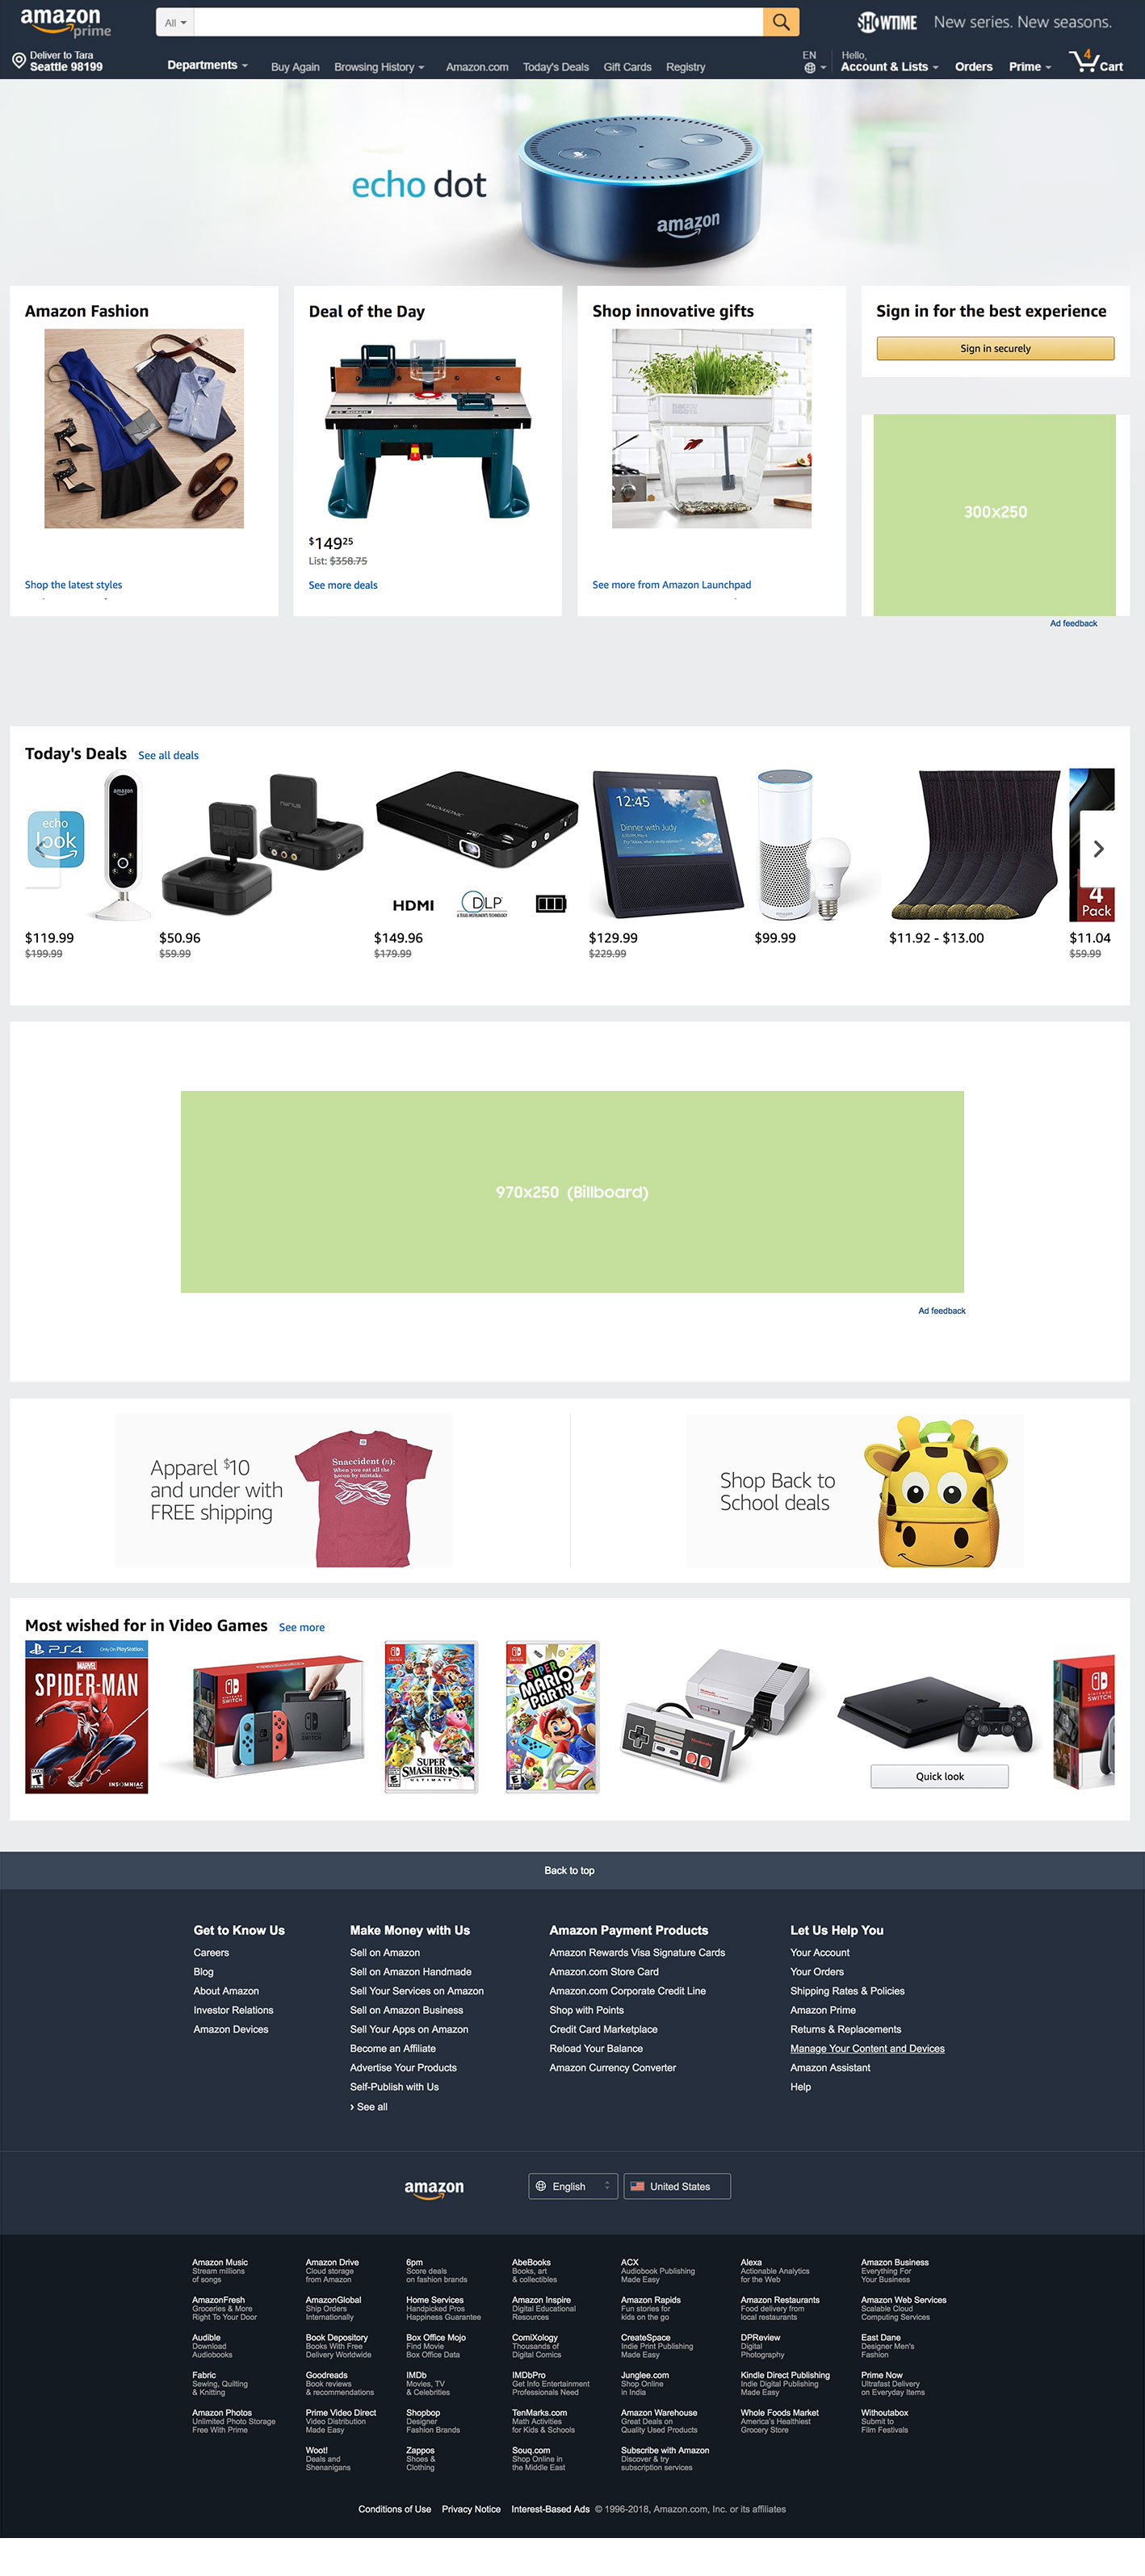 amazon
prime
All
SHOWTIME New series. New seasons.
Deliver to Tara
Seattle 98199
Departments Buy Again Browsing History Amazon.com Today's Deals Gift Cards Registry
EN
Hello,
Account & Lists Orders Prime 4 Cart
echo dot
amazon
Amazon Fashion
Shop the latest styles
Deal of the Day
BOSCH
$149 25
List: $358.75
See more deals
Shop innovative gifts
See more from Amazon Launchpad
Sign in for the best experience
Sign in securely
300x250
Ad feedback
Today's Deals See all deals
echo
look
amazon
$119.99
$199.99
$50.96
$59.99
MAGNASONIC
HDMI DLP
A TEXAS INSTRUMENTS TECHNOLOGY
$149.96
$179.99
12:45
Dinner with Judy
$129.99
$229.99
amazon
$99.99
$11.92 - $13.00
4
Pack
$11.04
$59.99
970x250 (Billboard)
Ad feedback
Apparel $10
and under with
FREE shipping
Snaccident (n):
When you eat all the
bacon by mistake.
Shop Back to
School deals
Most wished for in Video Games See more
PS4 Only On PlayStation
MARVEL
SPIDER-MAN
INSOMNIAC
NINTENDO
SWITCH
SUPER
SMASH BROS.
ULTIMATE
SUPER
MARIO
PARTY
Nintendo
Quick look
NINTENDO
SWITCH
Back to top
Get to Know Us
Careers
Blog
About Amazon
Investor Relations
Amazon Devices
Make Money with Us
Sell on Amazon
Sell on Amazon Handmade
Sell Your Services on Amazon
Sell on Amazon Business
Sell Your Apps on Amazon
Become an Affiliate
Advertise Your Products
Self-Publish with Us
› See all
Amazon Payment Products
Amazon Rewards Visa Signature Cards
Amazon.com Store Card
Amazon.com Corporate Credit Line
Shop with Points
Credit Card Marketplace
Reload Your Balance
Amazon Currency Converter
Let Us Help You
Your Account
Your Orders
Shipping Rates & Policies
Amazon Prime
Returns & Replacements
Manage Your Content and Devices
Amazon Assistant
Help
amazon
English
United States
Amazon Music
Stream millions
of songs
Amazon Drive
Cloud storage
from Amazon
6pm
Score deals
on fashion brands
AbeBooks
Books, art
& collectibles
ACX
Audiobook Publishing
Made Easy
Alexa
Actionable Analytics
for the Web
Amazon Business
Everything For
Your Business
AmazonFresh
Groceries & More
Right To Your Door
AmazonGlobal
Ship Orders
Internationally
Home Services
Handpicked Pros
Happiness Guarantee
Amazon Inspire
Digital Educational
Resources
Amazon Rapids
Fun stories for
kids on the go
Amazon Restaurants
Food delivery from
local restaurants
Amazon Web Services
Scalable Cloud
Computing Services
Audible
Download
Audiobooks
Book Depository
Books With Free
Delivery Worldwide
Box Office Mojo
Find Movie
Box Office Data
ComiXology
Thousands of
Digital Comics
CreateSpace
Indie Print Publishing
Made Easy
DPReview
Digital
Photography
East Dane
Designer Men's
Fashion
Fabric
Sewing, Quilting
& Knitting
Goodreads
Book reviews
& recommendations
IMDb
Movies, TV
& Celebrities
IMDbPro
Get Info Entertainment
Professionals Need
Junglee.com
Shop Online
in India
Kindle Direct Publishing
Indie Digital Publishing
Made Easy
Prime Now
Ultrafast Delivery
on Everyday Items
Amazon Photos
Unlimited Photo Storage
Free With Prime
Prime Video Direct
Video Distribution
Made Easy
Shopbop
Designer
Fashion Brands
TenMarks.com
Math Activities
for Kids & Schools
Amazon Warehouse
Great Deals on
Quality Used Products
Whole Foods Market
America's Healthiest
Grocery Store
Withoutabox
Submit to
Film Festivals
Woot!
Deals and
Shenanigans
Zappos
Shoes &
Clothing
Souq.com
Shop Online in
the Middle East
Subscribe with Amazon
Discover & try
subscription services
Conditions of Use Privacy Notice Interest-Based Ads © 1996-2018, Amazon.com, Inc. or its affiliates